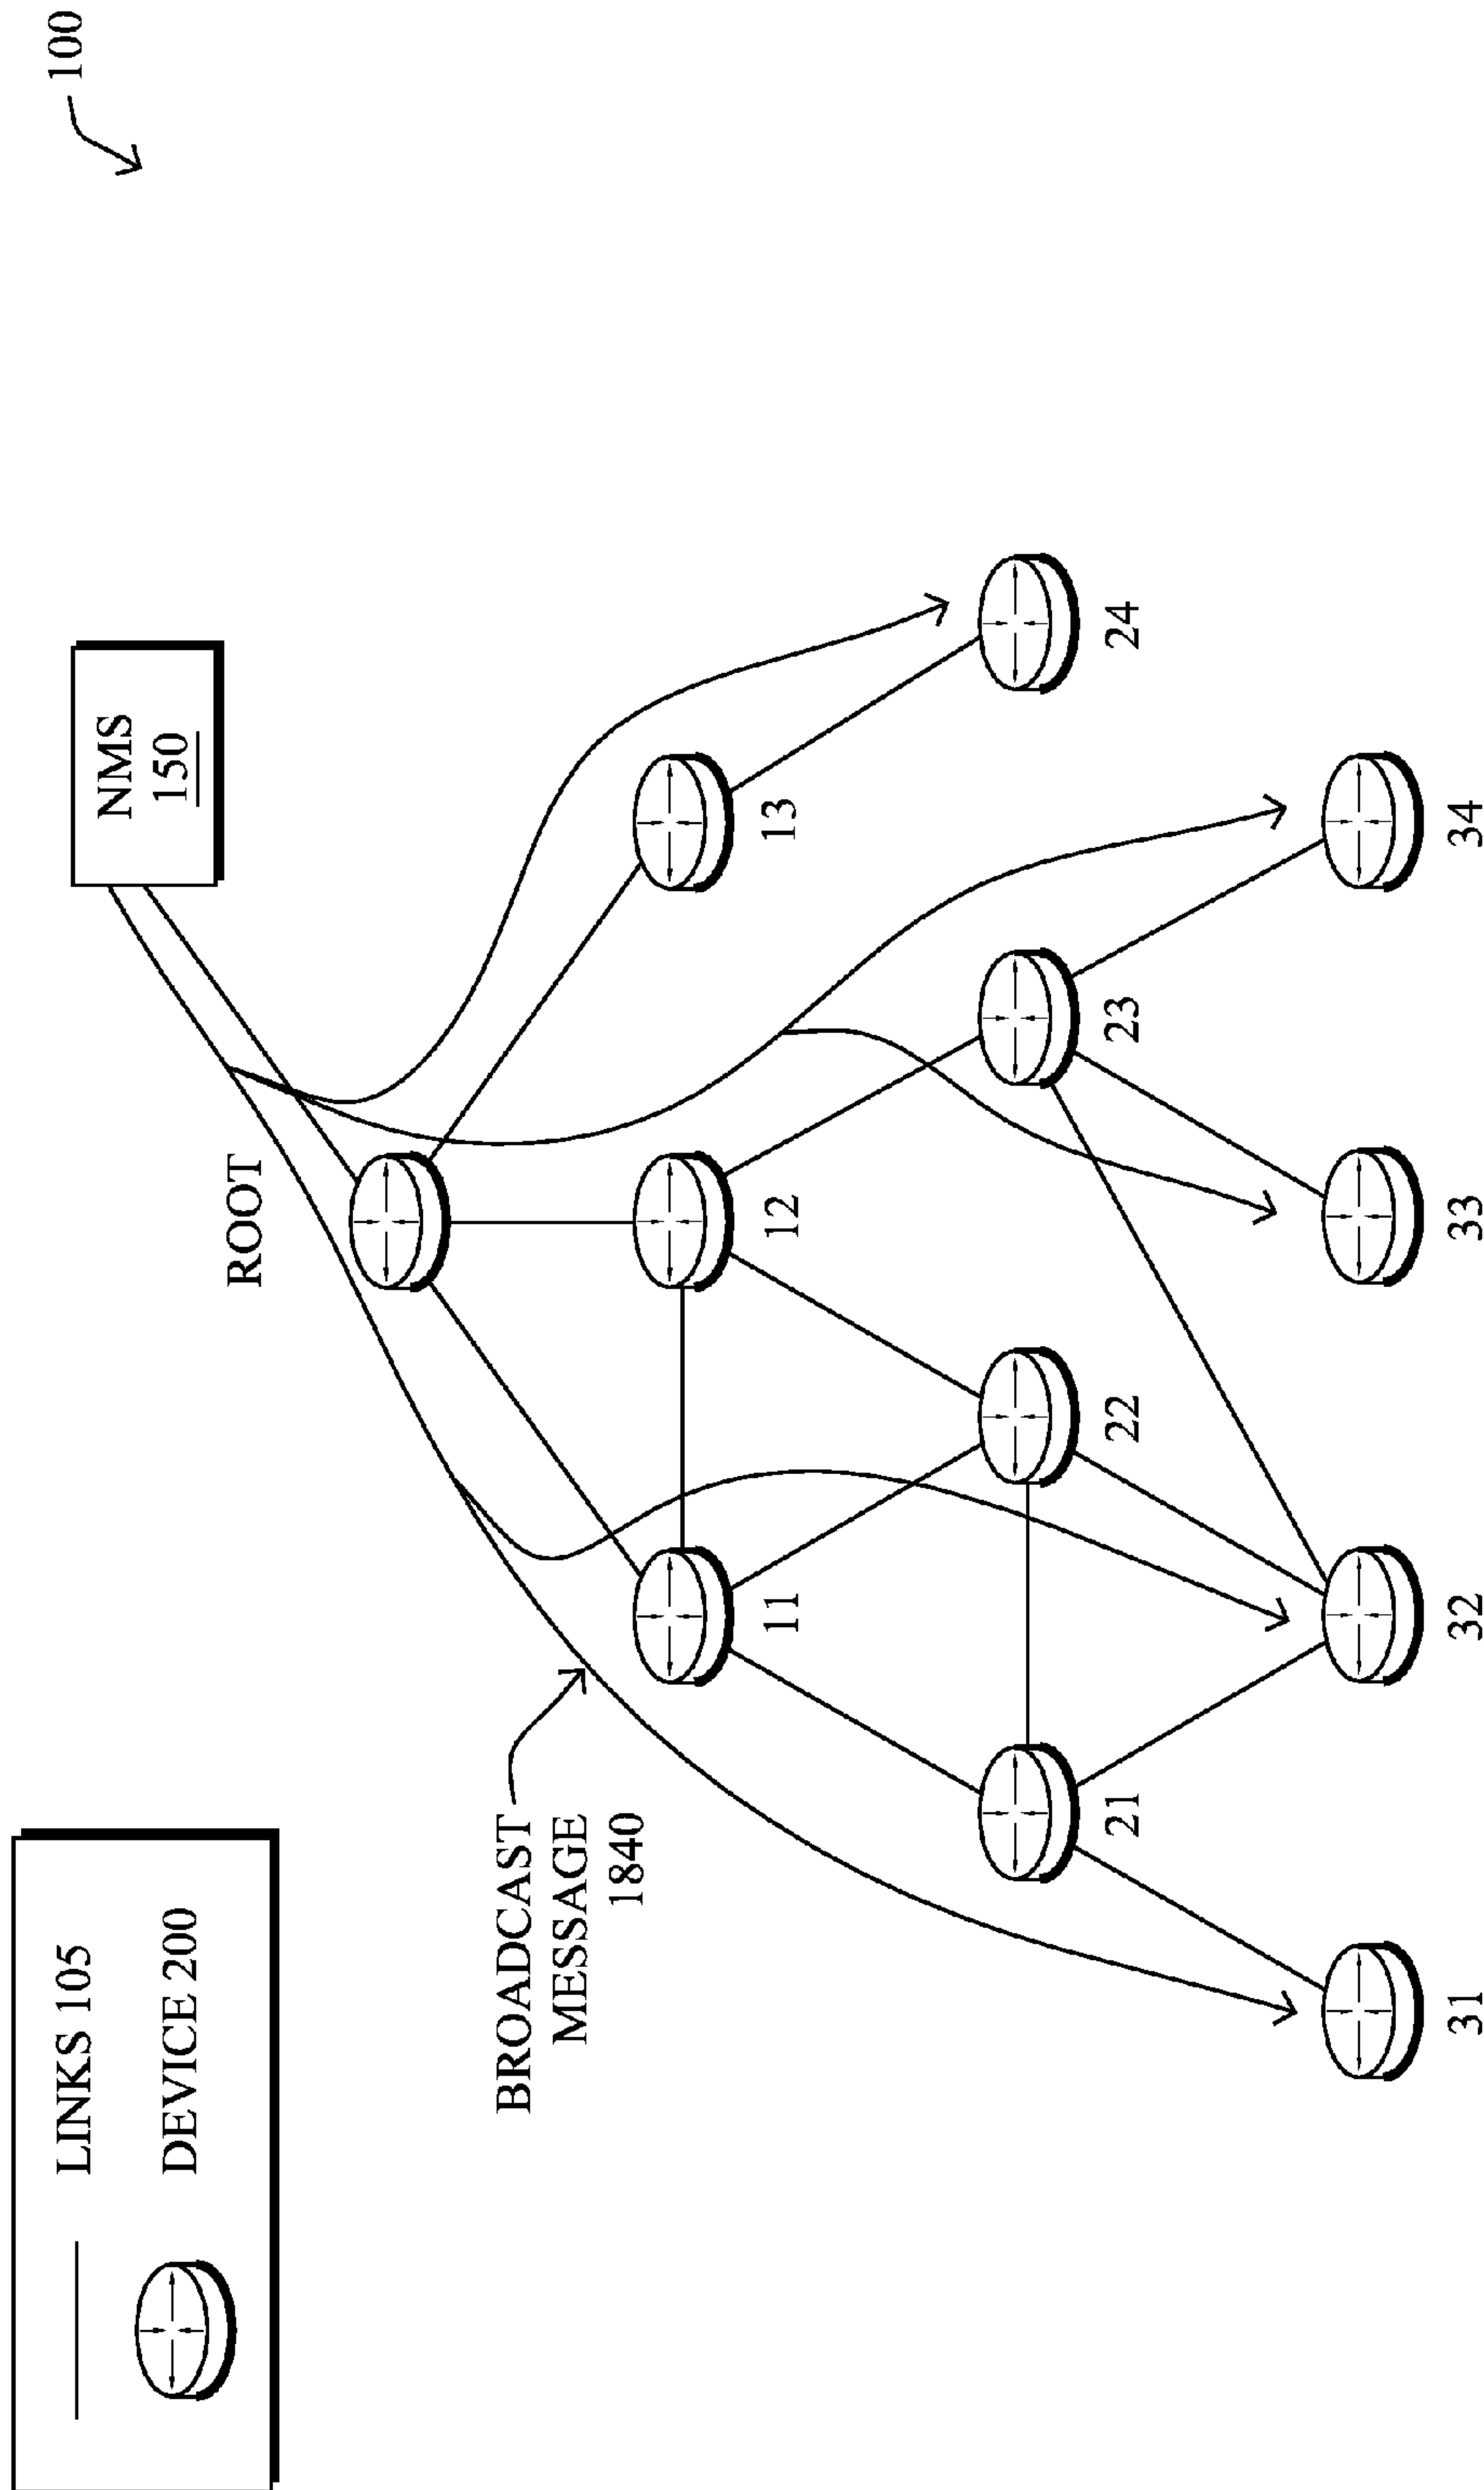 100
LINKS 105
DEVICE 200
NMS
150
ROOT
BROADCAST
MESSAGE
1840
11
12
13
21
22
23
24
31
32
33
34